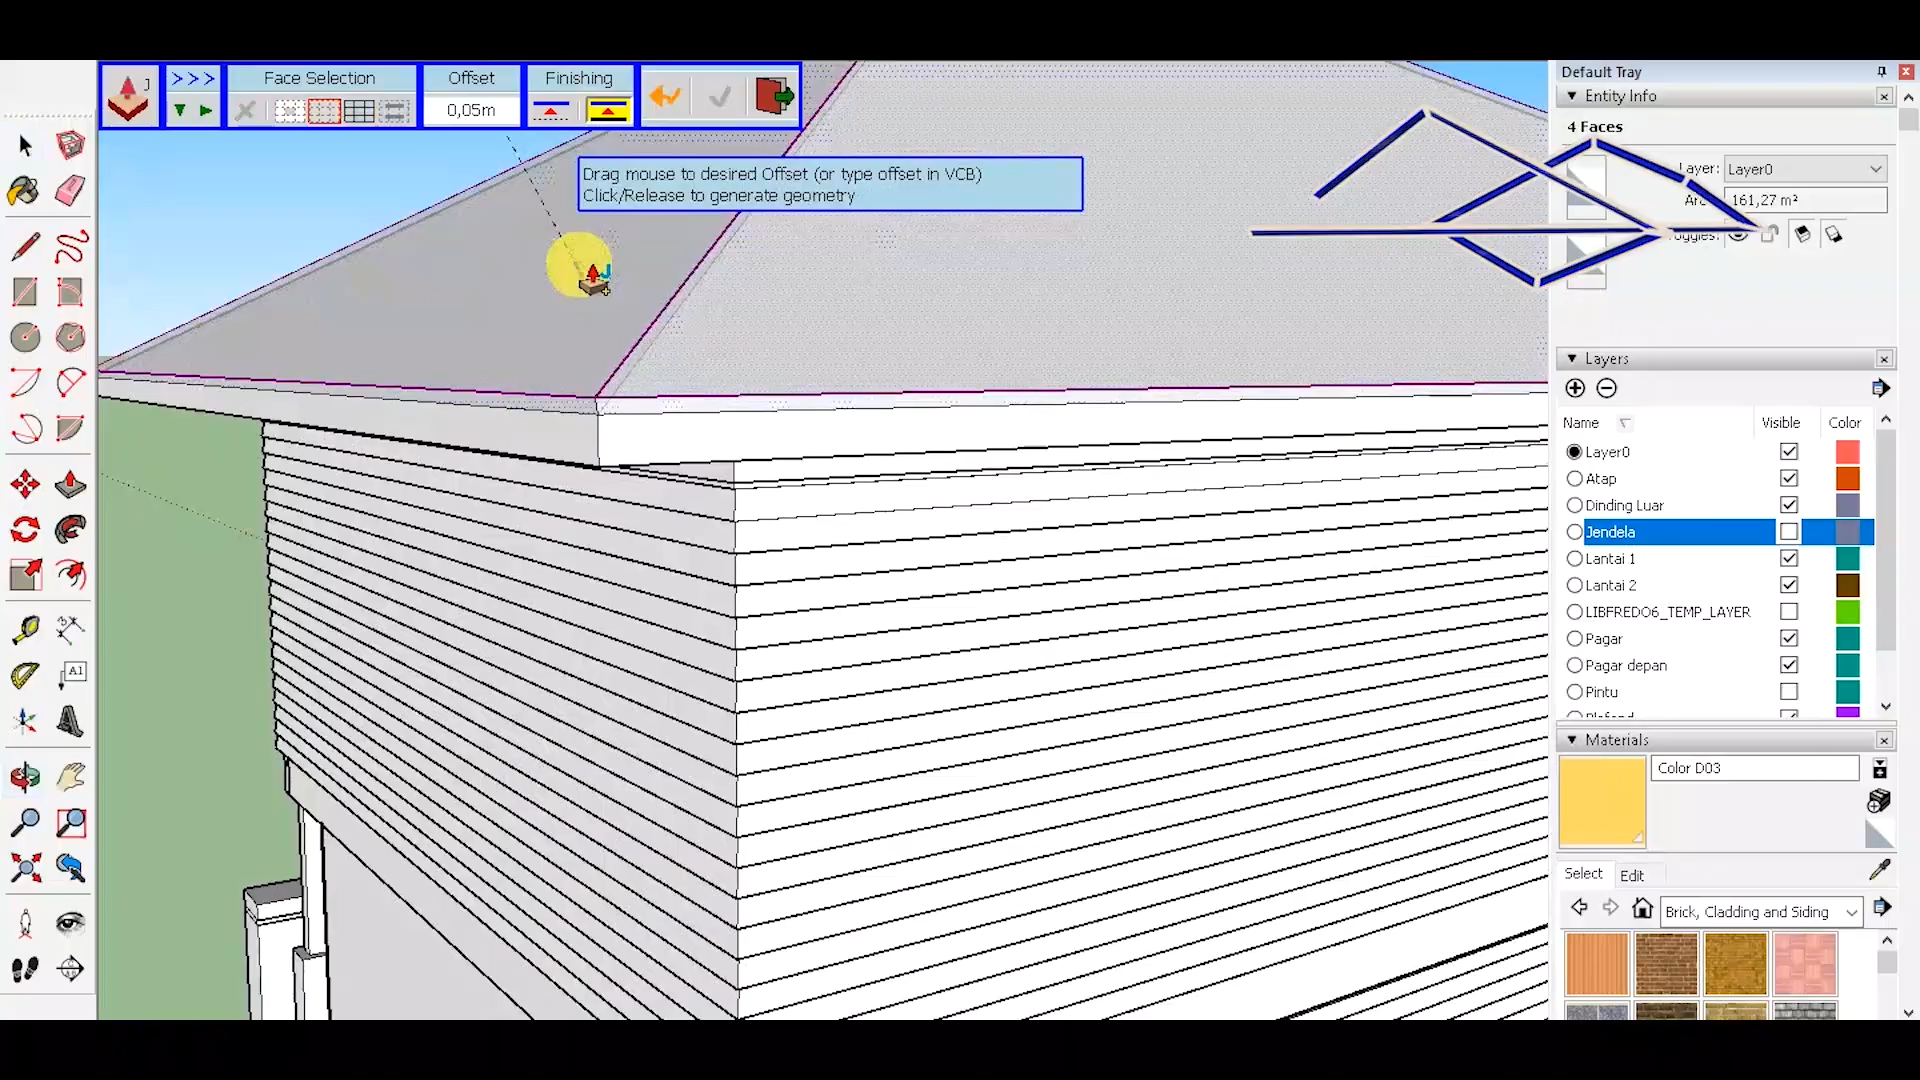 J
>>>
Face Selection
Offset
Finishing
0,05m
Drag mouse to desired Offset (or type offset in VCB)
Click/Release to generate geometry
Default Tray
Entity Info
4 Faces
Layer:
Layer0
161,27 m²
Layers
Name
Visible
Color
Layer0
Atap
Dinding Luar
Jendela
Lantai 1
Lantai 2
LIBFREDO6_TEMP_LAYER
Pagar
Pagar depan
Pintu
Materials
Color D03
Select
Edit
Brick, Cladding and Siding